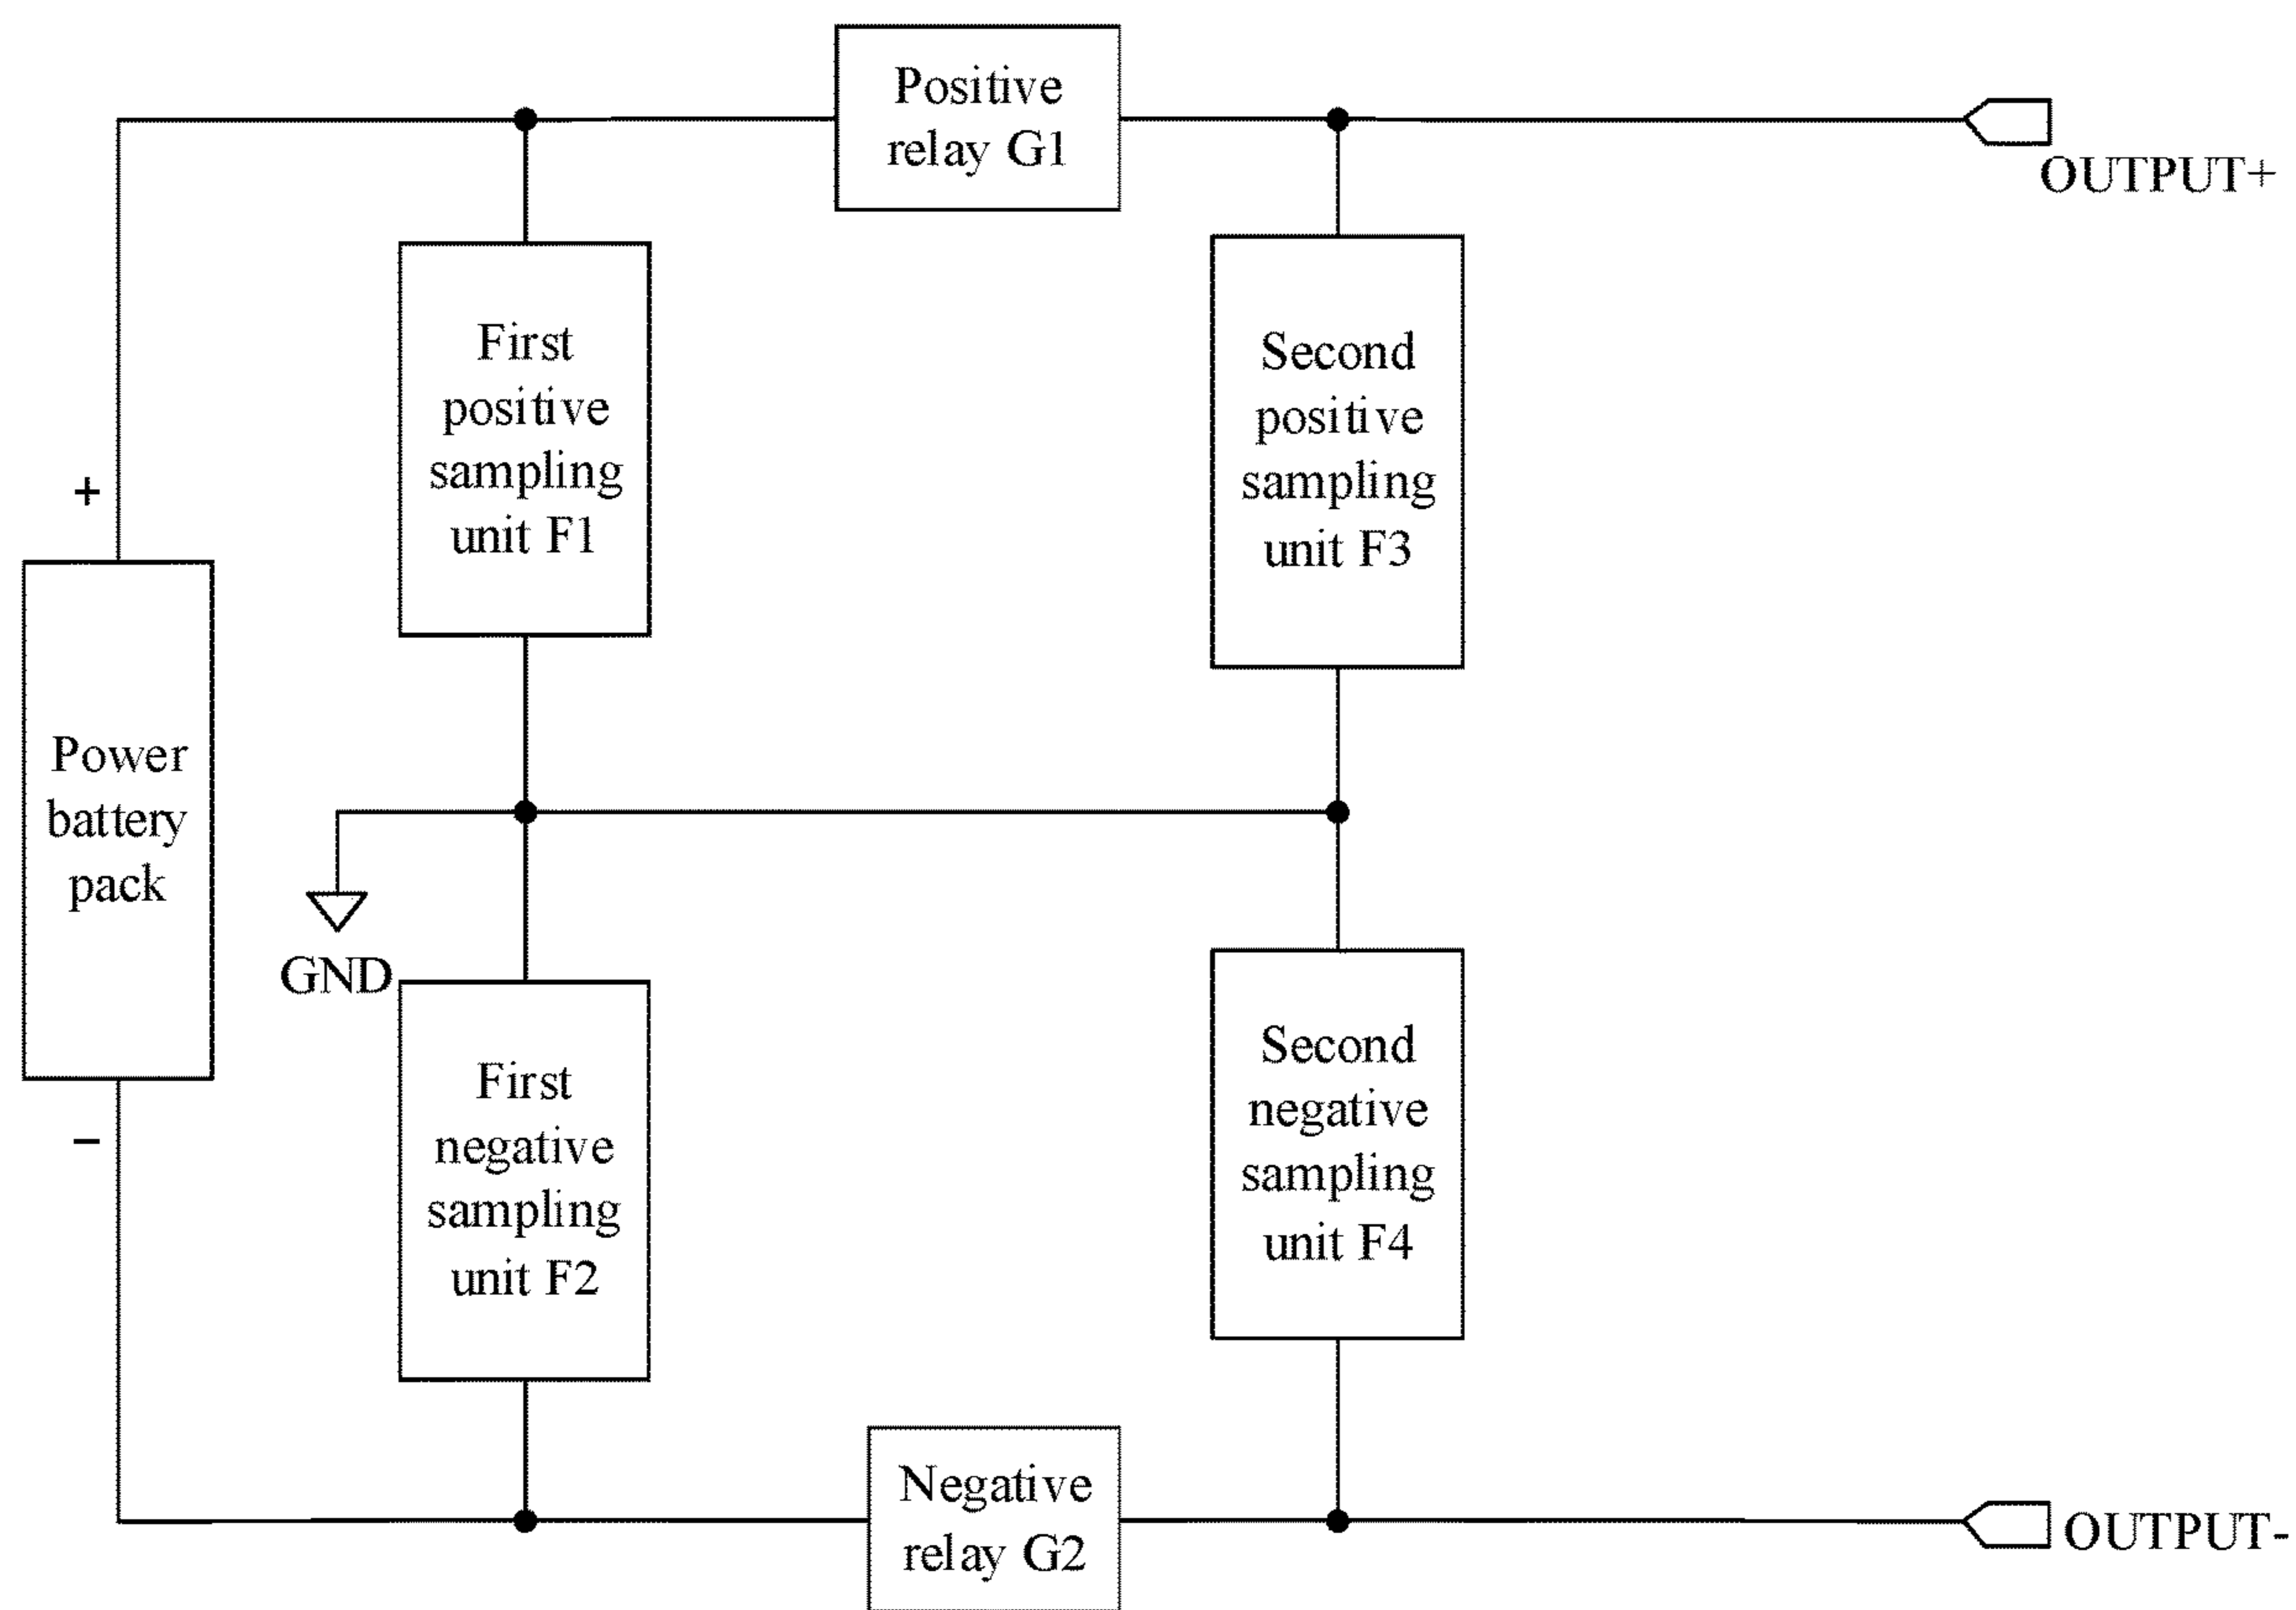 Positive
relay G1
OUTPUT+
First
positive
sampling
unit F1
Second
positive
sampling
unit F3
+
Power
battery
pack
GND
−
First
negative
sampling
unit F2
Second
negative
sampling
unit F4
Negative
relay G2
OUTPUT-